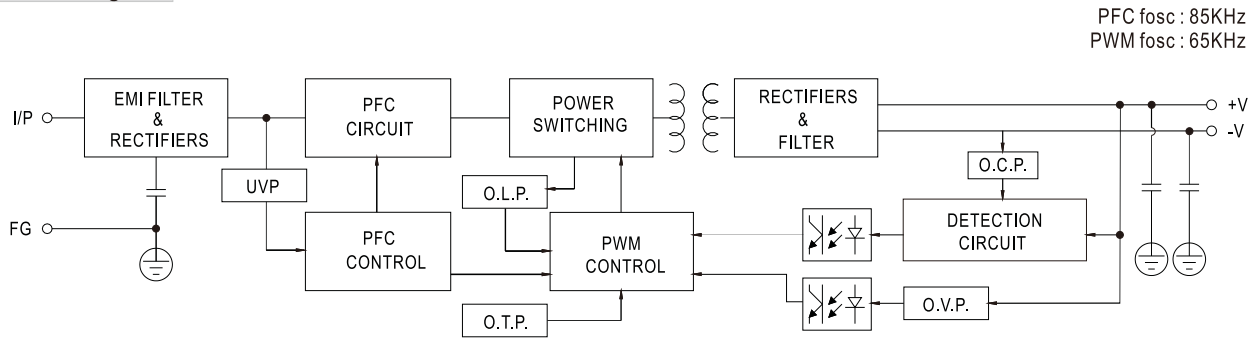 PFC fosc : 85KHz
PWM fosc : 65KHz
I/P
EMI FILTER
&
RECTIFIERS
PFC
CIRCUIT
POWER
SWITCHING
RECTIFIERS
&
FILTER
+V
-V
UVP
O.L.P.
O.C.P.
FG
PFC
CONTROL
PWM
CONTROL
DETECTION
CIRCUIT
O.T.P.
O.V.P.